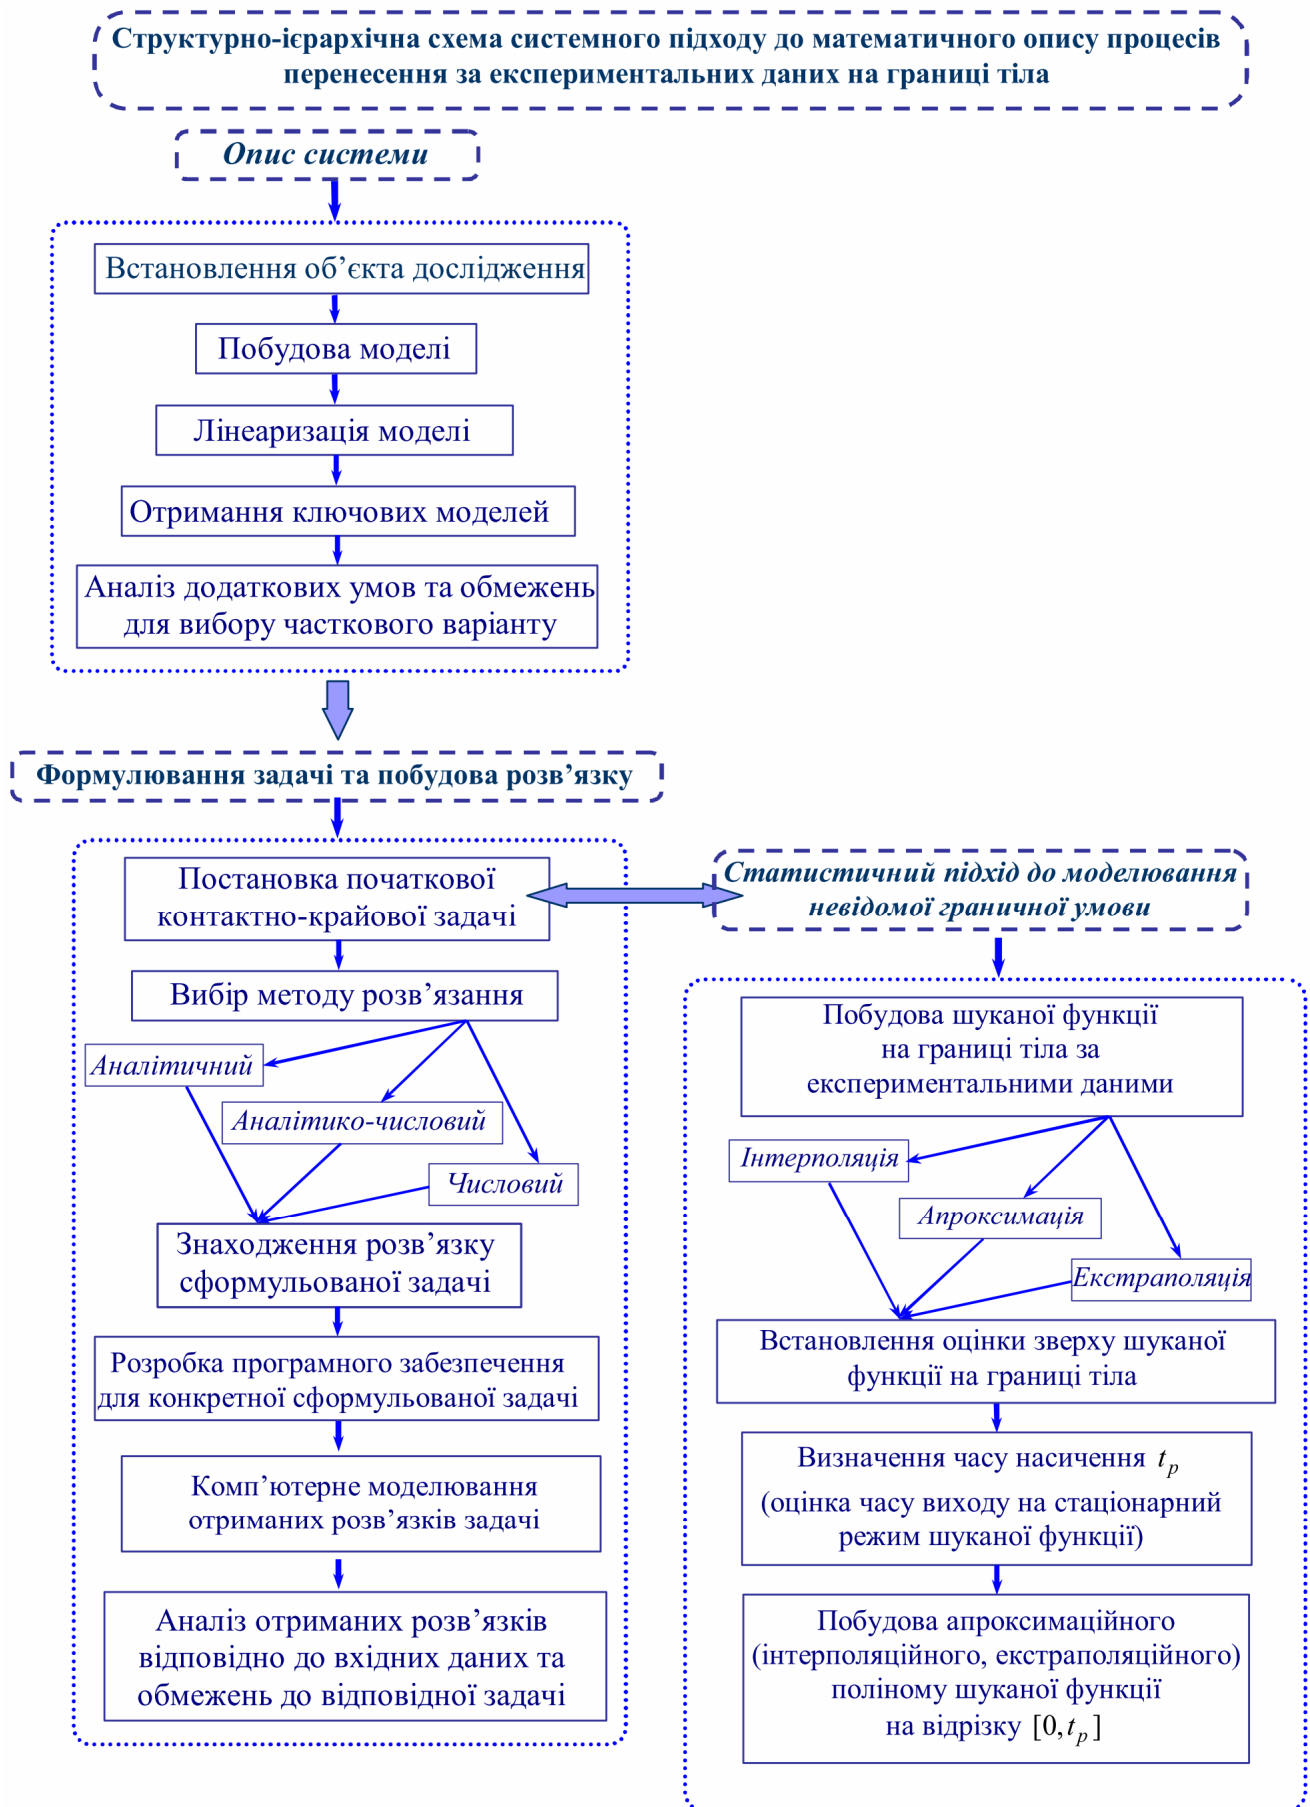 Структурно-ієрархічна схема системного підходу до математичного опису процесів
перенесення за експериментальних даних на границі тіла
Опис системи
Встановлення об’єкта дослідження
Побудова моделі
Лінеаризація моделі
Отримання ключових моделей
Аналіз додаткових умов та обмежень
для вибору часткового варіанту
Формулювання задачі та побудова розв’язку
Постановка початкової
контактно-крайової задачі
Вибір методу розв’язання
Аналітичний
Аналітико-числовий
Числовий
Знаходження розв’язку
сформульованої задачі
Розробка програмного забезпечення
для конкретної сформульованої задачі
Комп’ютерне моделювання
отриманих розв’язків задачі
Аналіз отриманих розв’язків
відповідно до вхідних даних та
обмежень до відповідної задачі
Статистичний підхід до моделювання
невідомої граничної умови
Побудова шуканої функції
на границі тіла за
експериментальними даними
Інтерполяція
Апроксимація
Екстраполяція
Встановлення оцінки зверху шуканої
функції на границі тіла
Визначення часу насичення t_p
(оцінка часу виходу на стаціонарний
режим шуканої функції)
Побудова апроксимаційного
(інтерполяційного, екстраполяційного)
поліному шуканої функції
на відрізку [0, t_p]